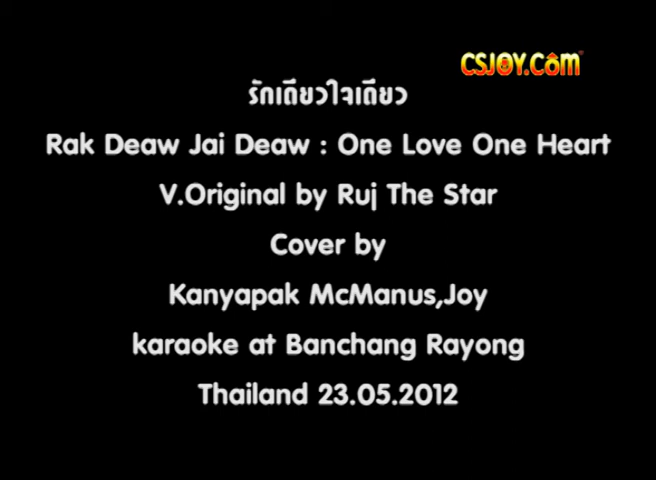 CSJOY.Com
รักเดียวใจเดียว
Rak Deaw Jai Deaw : One Love One Heart
V.Original by Ruj The Star
Cover by
Kanyapak McManus,Joy
karaoke at Banchang Rayong
Thailand 23.05.2012